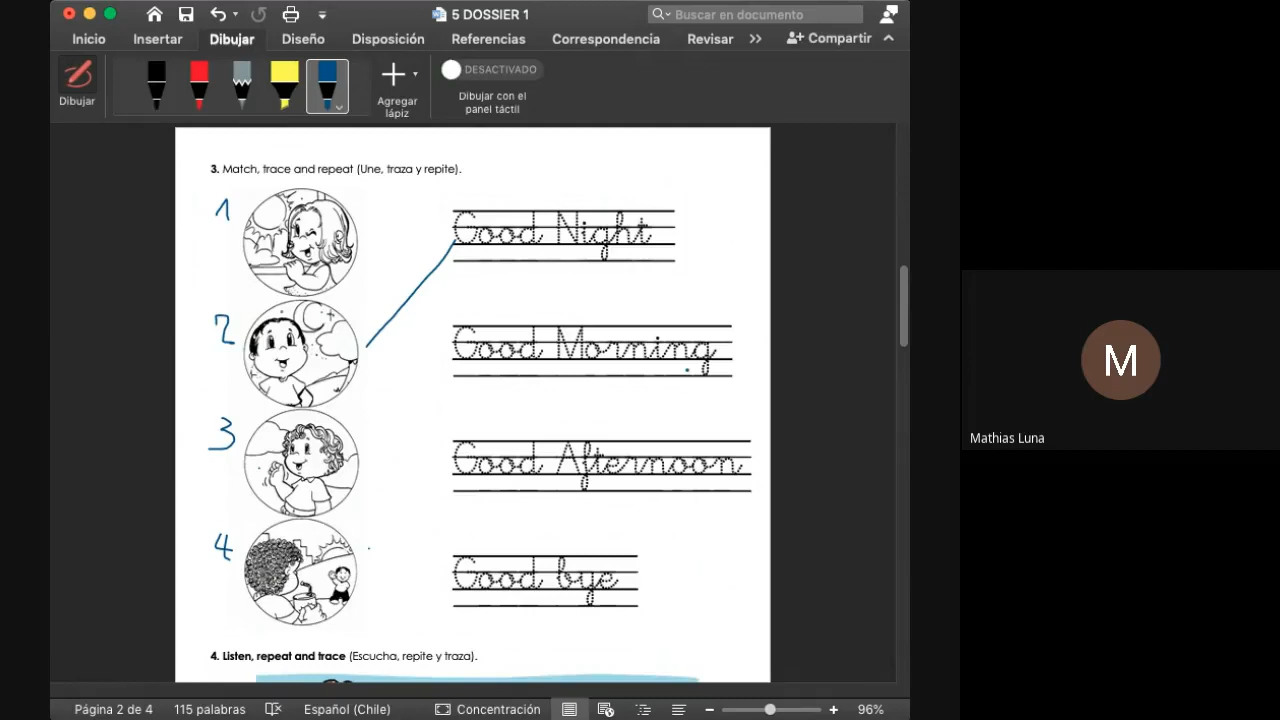 5 DOSSIER 1
Buscar en documento
Inicio
Insertar
Dibujar
Diseño
Disposición
Referencias
Correspondencia
Revisar
Compartir
Dibujar
Agregar
lápiz
DESACTIVADO
Dibujar con el
panel táctil
3. Match, trace and repeat (Une, traza y repite).
1
Good Night
2
Good Morning
3
Good Afternoon
4
Good bye
4. Listen, repeat and trace (Escucha, repite y traza).
M
Mathias Luna
Página 2 de 4
115 palabras
Español (Chile)
Concentración
96%